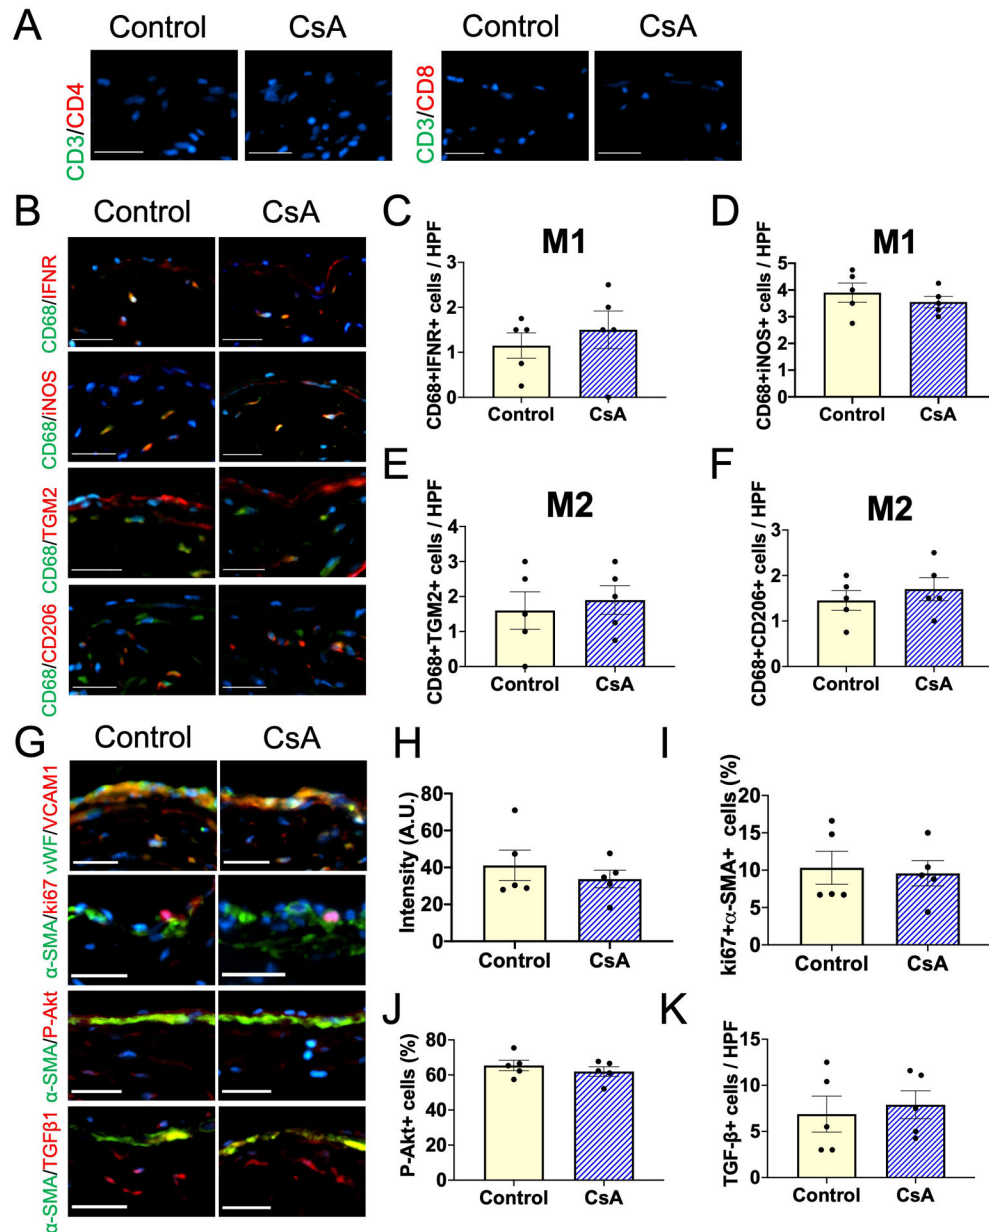 A
Control CsA Control CsA
CD3/CD4
CD3/CD8
B
Control CsA
CD68/IFNR
CD68/iNOS
CD68/TGM2
CD68/CD206
C
M1
CD68+IFNR+ cells / HPF
3
2
1
0
Control CsA
D
M1
CD68+iNOS+ cells / HPF
5
4
3
2
1
0
Control CsA
E
M2
CD68+TGM2+ cells / HPF
4
3
2
1
0
Control CsA
F
M2
CD68+CD206+ cells / HPF
3
2
1
0
Control CsA
G
Control CsA
vWF/VCAM1
α-SMA/ki67
α-SMA/P-Akt
α-SMA/TGFβ1
H
Intensity (A.U.)
80
60
40
20
0
Control CsA
I
ki67+α-SMA+ cells (%)
20
15
10
5
0
Control CsA
J
P-Akt+ cells (%)
80
60
40
20
0
Control CsA
K
TGF-β+ cells / HPF
15
10
5
0
Control CsA